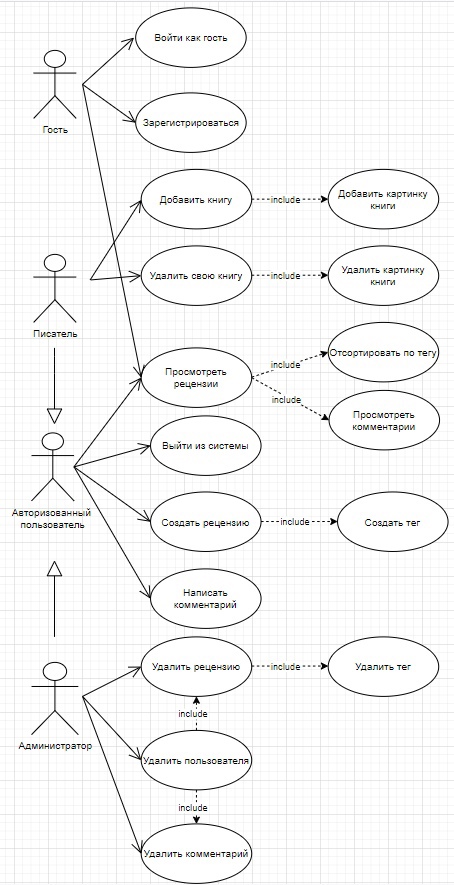 Войти как гость
Гость
Зарегистрироваться
Добавить книгу
include
Добавить картинку
книги
Писатель
Удалить свою книгу
include
Удалить картинку
книги
Просмотреть
рецензии
include
Отсортировать по тегу
include
Просмотреть
комментарии
Авторизованный
пользователь
Выйти из системы
Создать рецензию
include
Создать тег
Написать
комментарий
Администратор
Удалить рецензию
include
Удалить тег
include
Удалить пользователя
include
Удалить комментарий